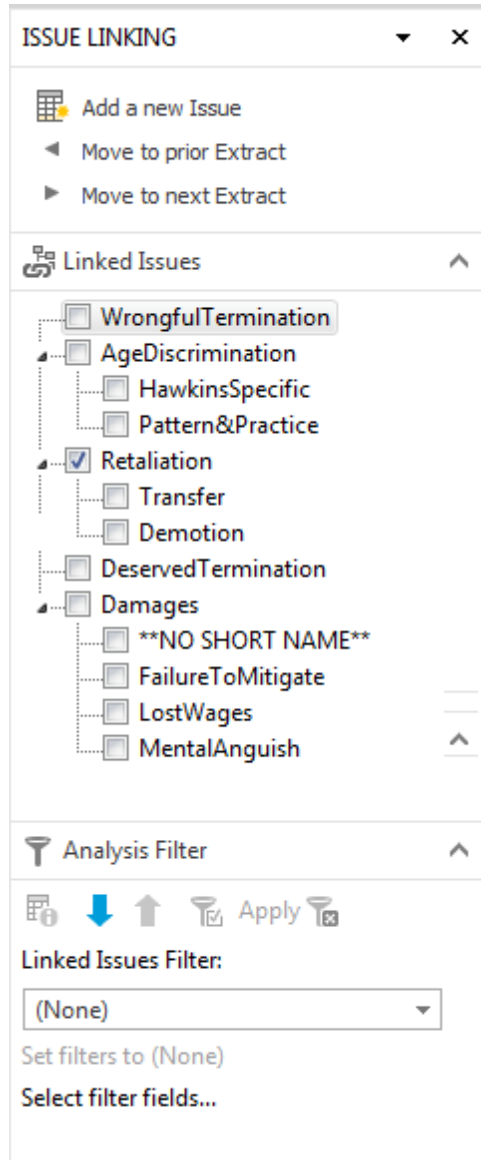 ISSUE LINKING
Add a new Issue
Move to prior Extract
Move to next Extract
Linked Issues
WrongfulTermination
AgeDiscrimination
HawkinsSpecific
Pattern&Practice
Retaliation
Transfer
Demotion
DeservedTermination
Damages
**NO SHORT NAME**
FailureToMitigate
LostWages
MentalAnguish
Analysis Filter
Apply
Linked Issues Filter:
(None)
Set filters to (None)
Select filter fields...